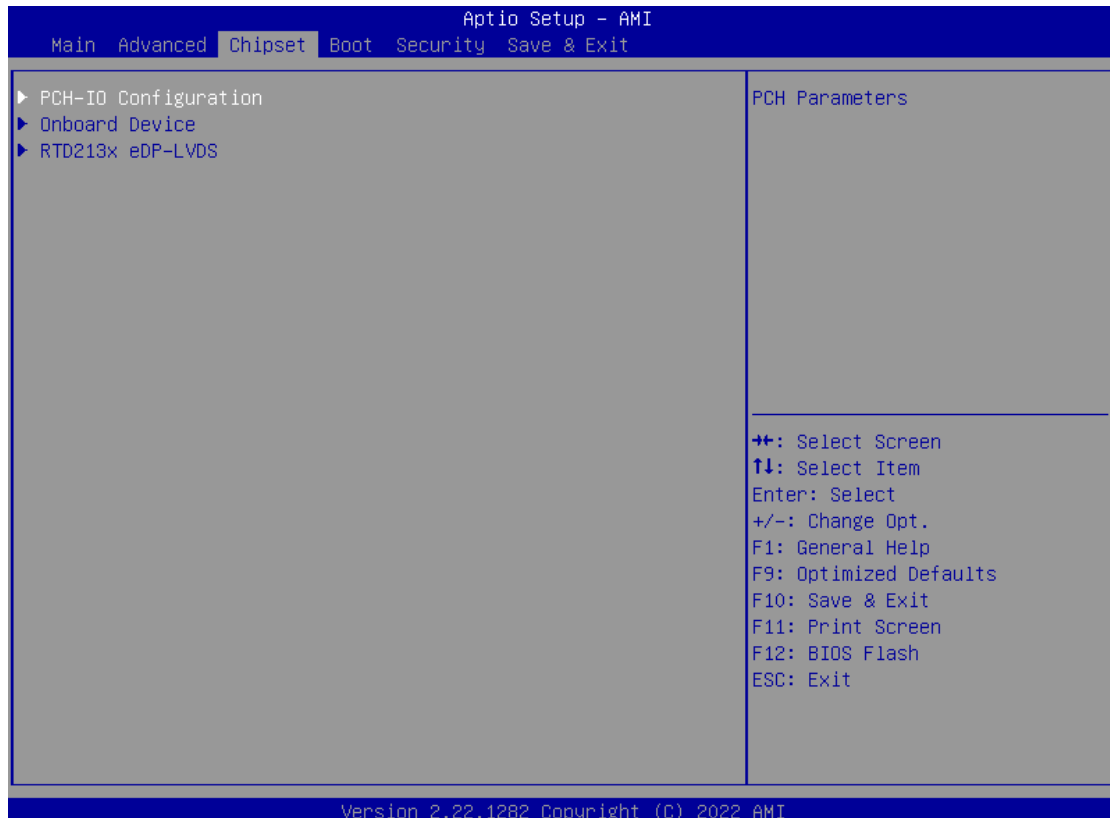 Aptio Setup – AMI
Main Advanced Chipset Boot Security Save & Exit
▶ PCH-IO Configuration
▶ Onboard Device
▶ RTD213x eDP-LVDS
PCH Parameters
→←: Select Screen
↑↓: Select Item
Enter: Select
+/-: Change Opt.
F1: General Help
F9: Optimized Defaults
F10: Save & Exit
F11: Print Screen
F12: BIOS Flash
ESC: Exit
Version 2.22.1282 Copyright (C) 2022 AMI